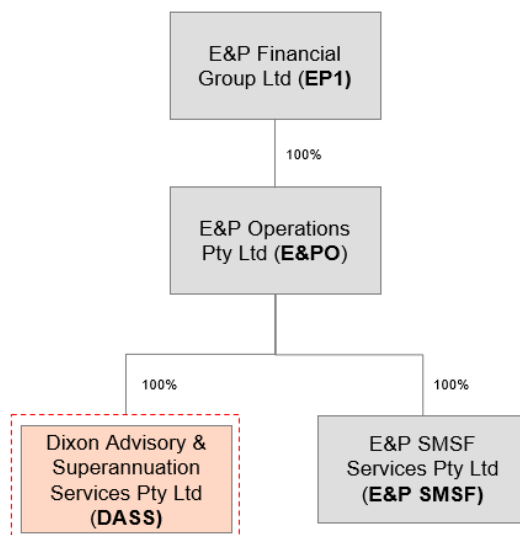 E&P Financial
Group Ltd (EP1)
100%
E&P Operations
Pty Ltd (E&PO)
100%
100%
Dixon Advisory &
Superannuation
Services Pty Ltd
(DASS)
E&P SMSF
Services Pty Ltd
(E&P SMSF)